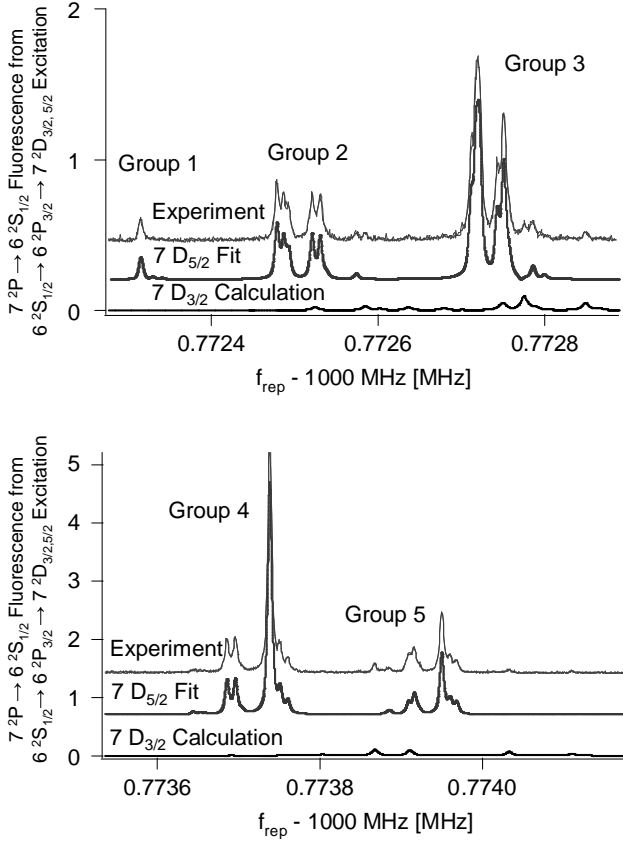 7 ²P → 6 ²S₁/₂ Fluorescence from
6 ²S₁/₂ → 6 ²P₃/₂ → 7 ²D₃/₂, ₅/₂ Excitation
2
1
0
Group 1
Group 2
Group 3
Experiment
7 D₅/₂ Fit
7 D₃/₂ Calculation
0.7724
0.7726
0.7728
f_rep - 1000 MHz [MHz]
7 ²P → 6 ²S₁/₂ Fluorescence from
6 ²S₁/₂ → 6 ²P₃/₂ → 7 ²D₃/₂,₅/₂ Excitation
5
4
3
2
1
0
Group 4
Group 5
Experiment
7 D₅/₂ Fit
7 D₃/₂ Calculation
0.7736
0.7738
0.77400
f_rep - 1000 MHz [MHz]